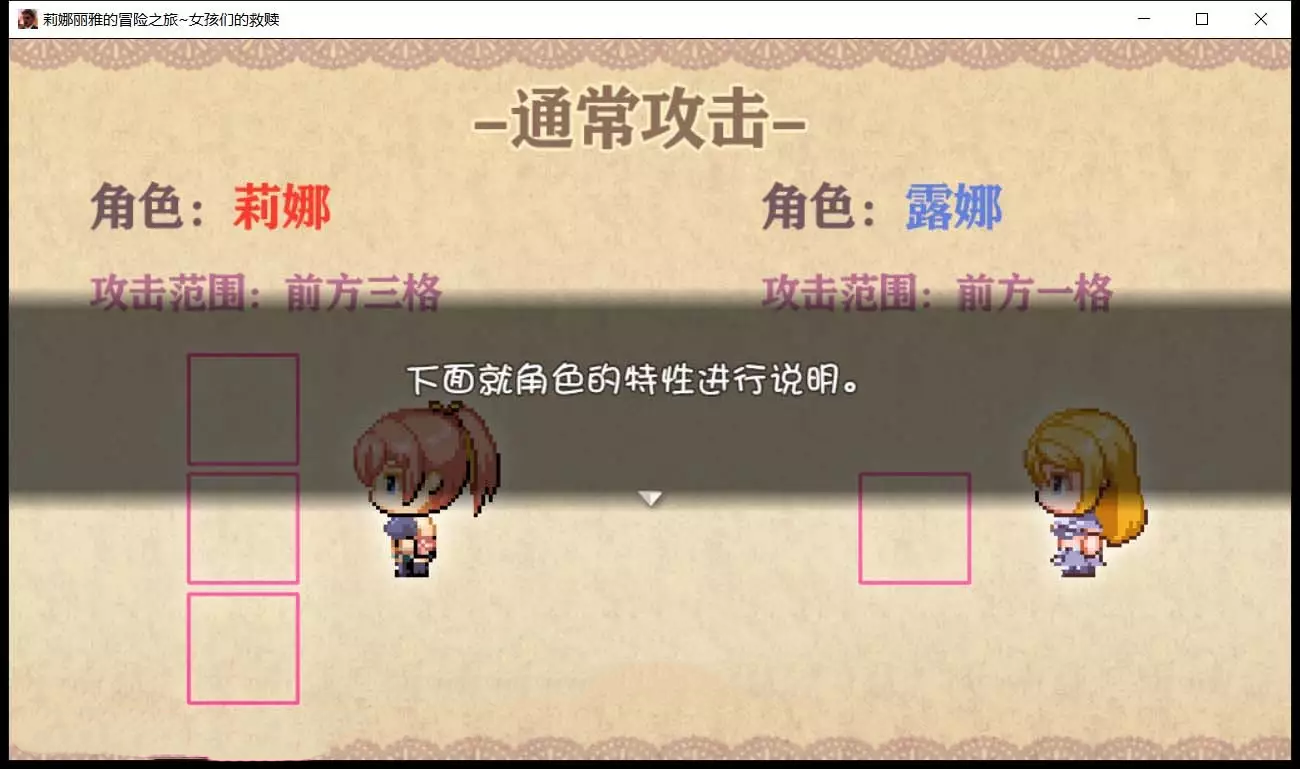 莉娜丽雅的冒险之旅~女孩们的救赎
-通常攻击-
角色：莉娜
角色：露娜
攻击范围：前方三格
攻击范围：前方一格
下面就角色的特性进行说明。